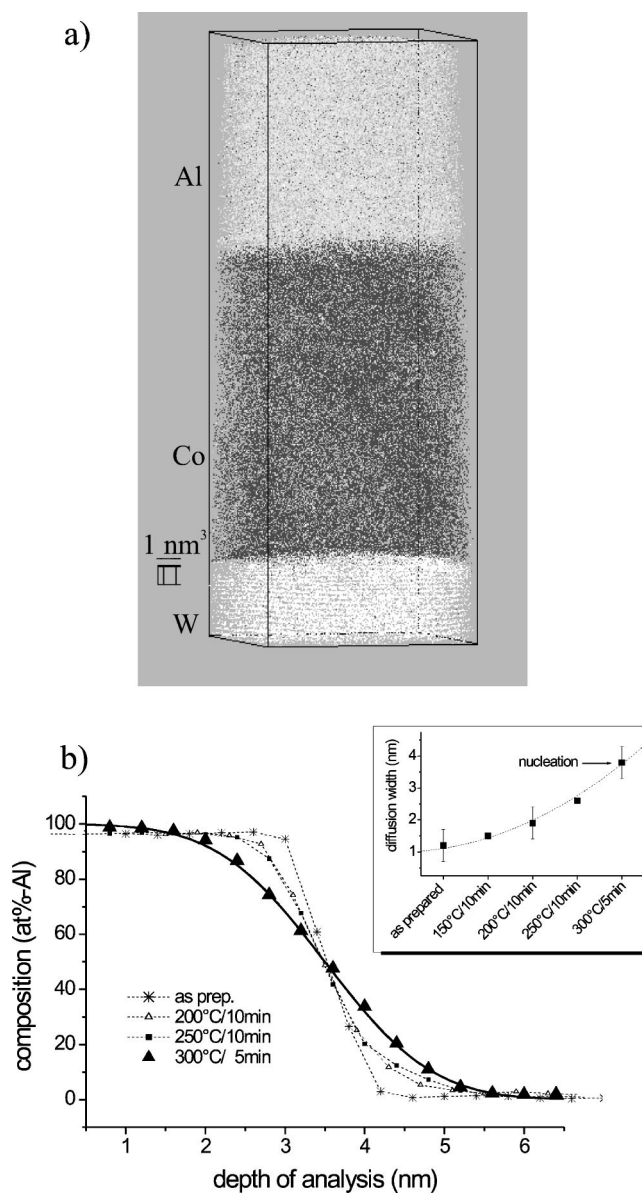 a)
Al
Co
1 nm³
W
b)
diffusion width (nm)
4
3
2
1
nucleation
as prepared
150°C/10min
200°C/10min
250°C/10min
300°C/5min
composition (at%-Al)
100
80
60
40
20
0
as prep.
200°C/10min
250°C/10min
300°C/ 5min
1
2
3
4
5
6
depth of analysis (nm)